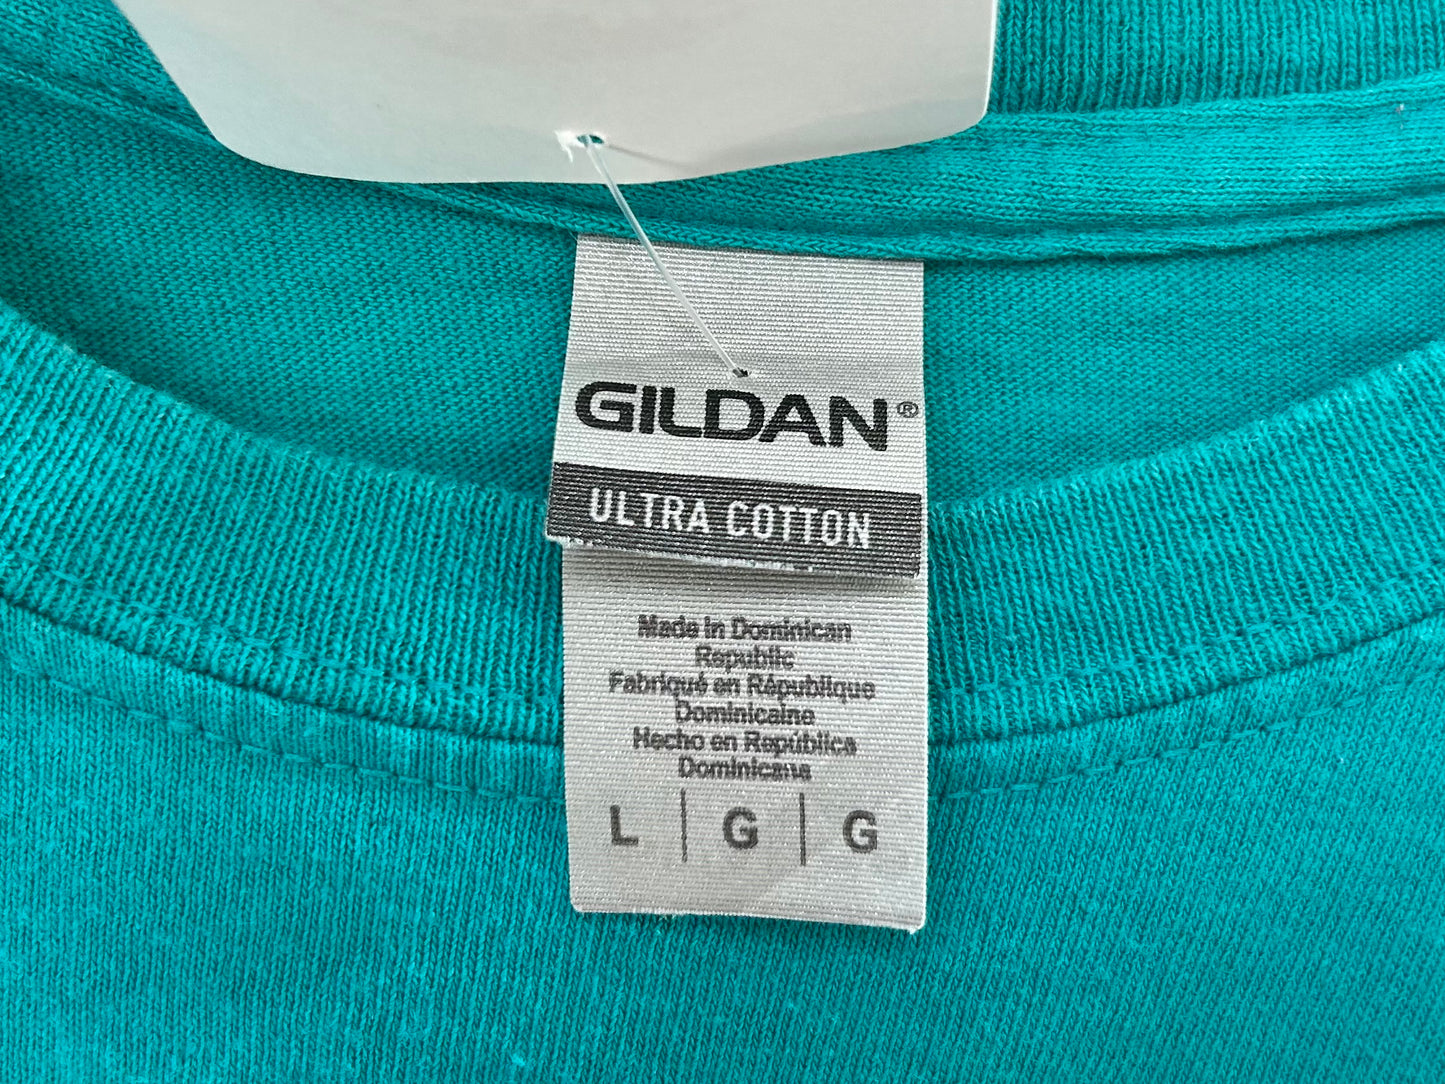 GILDAN®
ULTRA COTTON
Made in Dominican
Republic
Fabriqué en République
Dominicaine
Hecho en República
Dominicana
L | G | G